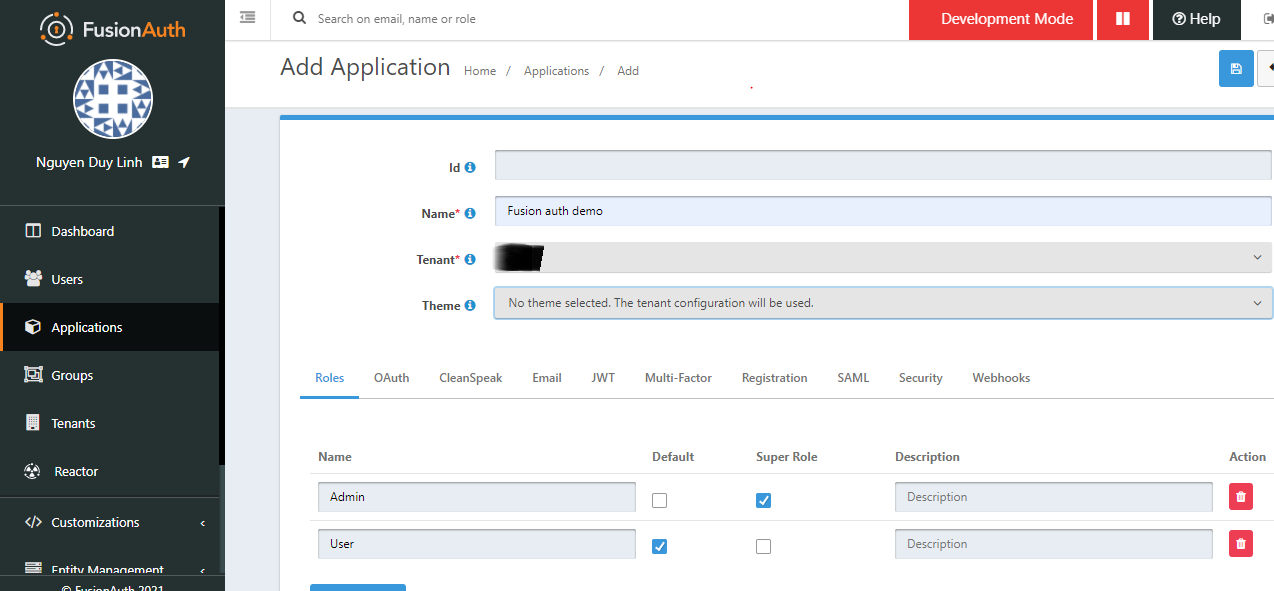 FusionAuth
Search on email, name or role
Development Mode
Help
Add Application
Home / Applications / Add
Nguyen Duy Linh
Id
Name*
Fusion auth demo
Tenant*
Theme
No theme selected. The tenant configuration will be used.
Dashboard
Users
Applications
Groups
Tenants
Reactor
Customizations
Entity Management
© FusionAuth 2021
Roles OAuth CleanSpeak Email JWT Multi-Factor Registration SAML Security Webhooks
Name Default Super Role Description Action
Admin Description
User Description